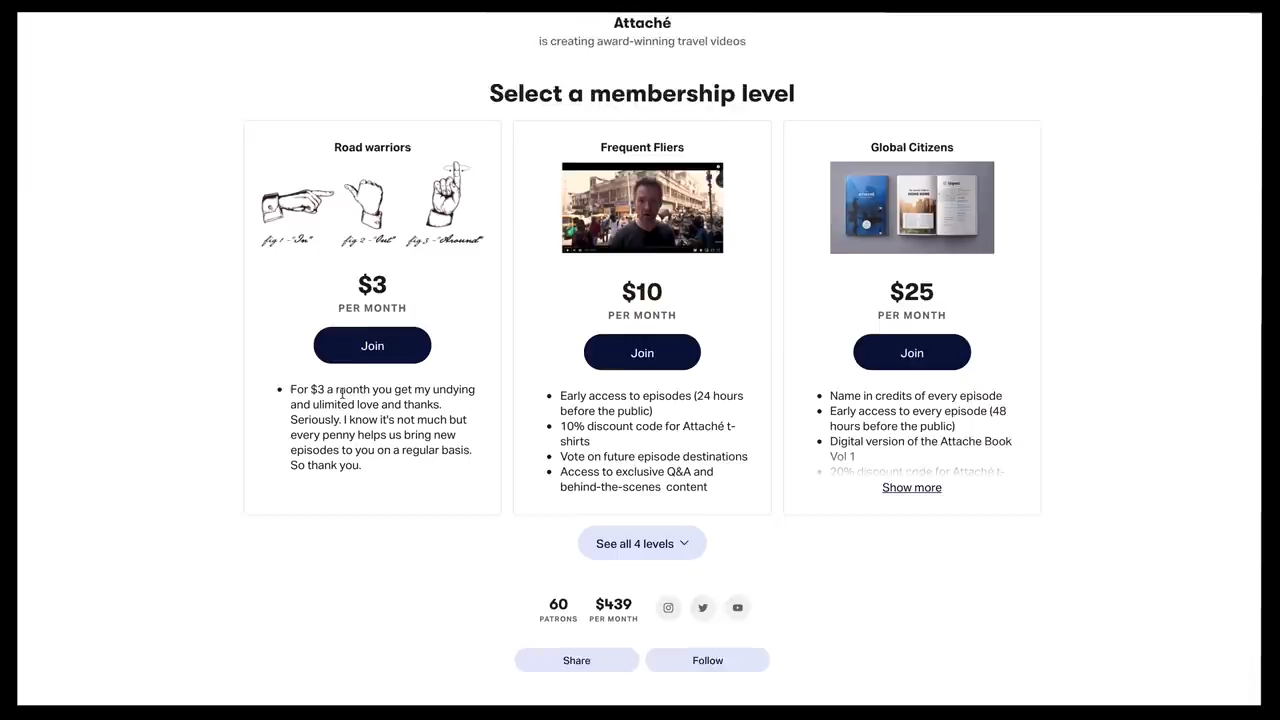 Attaché
is creating award-winning travel videos
Select a membership level
Road warriors
fig 1 - "In"
fig 2 - "Out"
fig 3 - "Around"
$3
PER MONTH
Join
For $3 a month you get my undying
and ulimited love and thanks.
Seriously. I know it's not much but
every penny helps us bring new
episodes to you on a regular basis.
So thank you.
Frequent Fliers
$10
PER MONTH
Join
Early access to episodes (24 hours
before the public)
10% discount code for Attaché t-
shirts
Vote on future episode destinations
Access to exclusive Q&A and
behind-the-scenes content
Global Citizens
$25
PER MONTH
Join
Name in credits of every episode
Early access to every episode (48
hours before the public)
Digital version of the Attache Book
Vol 1
20% discount code for Attaché t-
Show more
See all 4 levels
60
PATRONS
$439
PER MONTH
Share
Follow